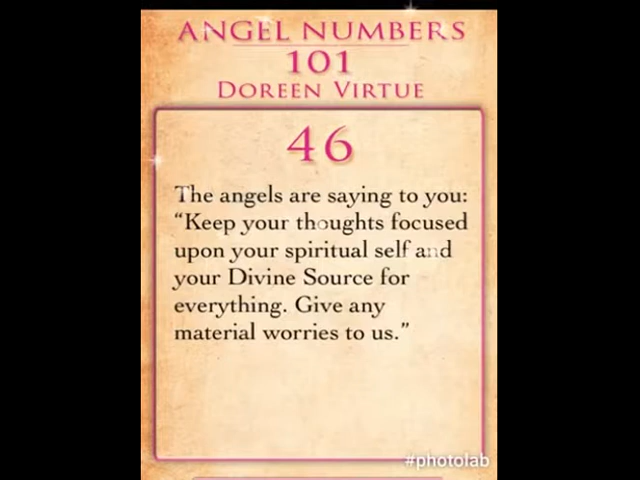 ANGEL NUMBERS
101
DOREEN VIRTUE
46
The angels are saying to you:
“Keep your thoughts focused
upon your spiritual self and
your Divine Source for
everything. Give any
material worries to us.”
#photolab